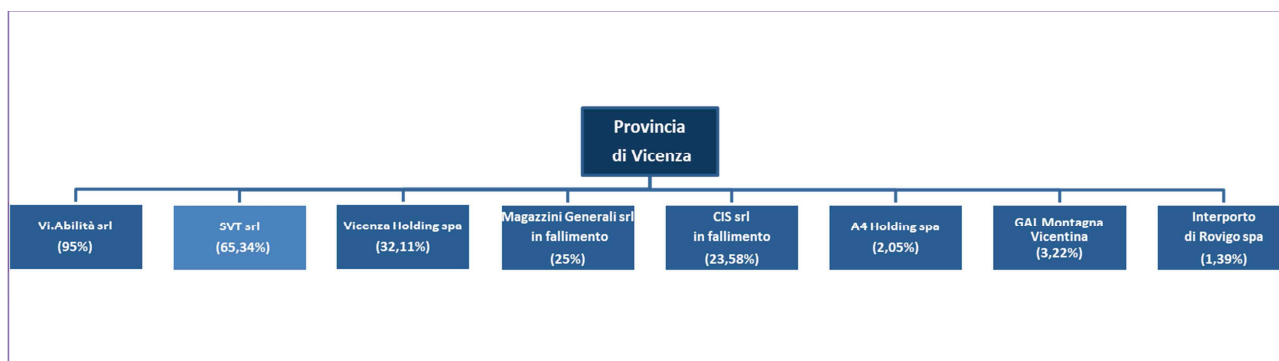 Provincia
di Vicenza
Vi.Abilità srl
(95%)
SVT srl
(65,34%)
Vicenza Holding spa
(32,11%)
Magazzini Generali srl
in fallimento
(25%)
CIS srl
in fallimento
(23,58%)
A4 Holding spa
(2,05%)
GAL Montagna
Vicentina
(3,22%)
Interporto
di Rovigo spa
(1,39%)